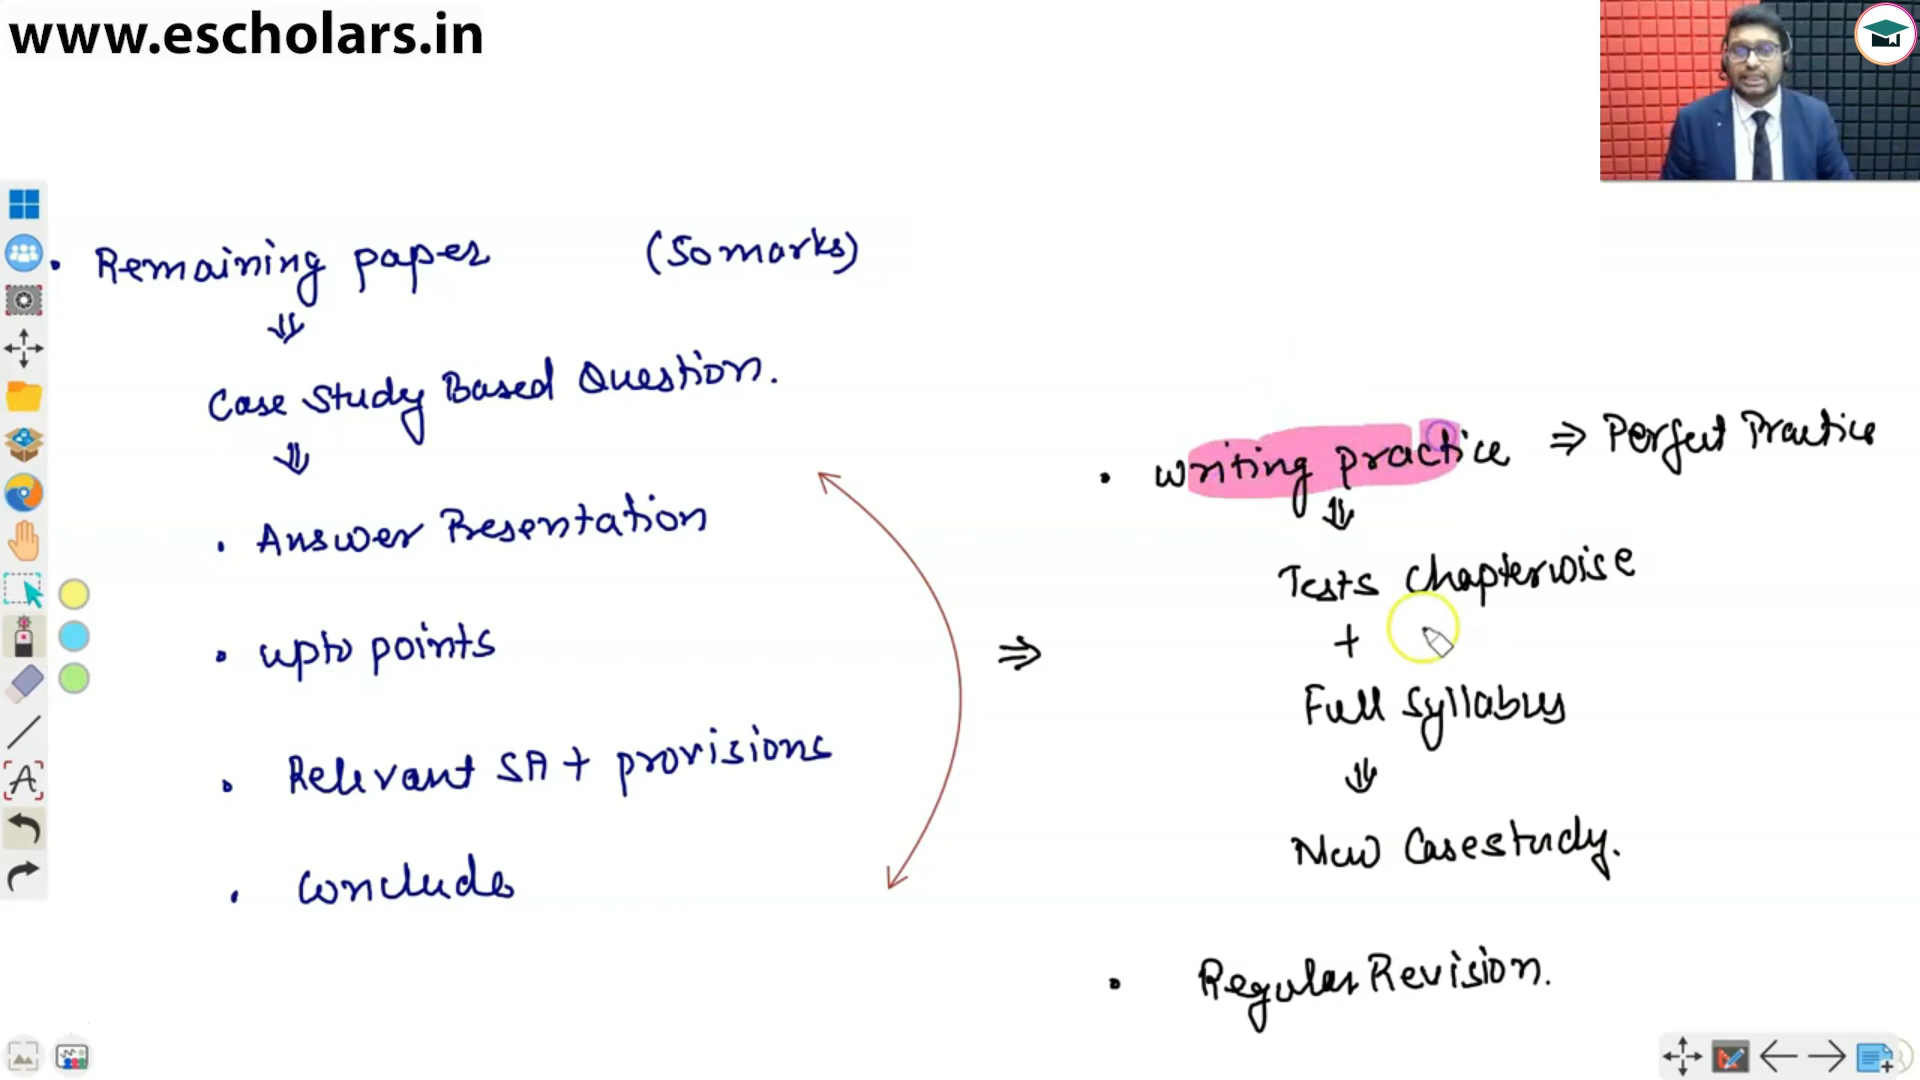 www.escholars.in
• Remaining paper (50 marks)
⇓
Case Study Based Question.
⇓
• Answer Presentation
• upto points
• Relevant SA + provisions
• Conclude
⇒
• Writing practice ⇒ Perfect Practice
⇓
Tests Chapterwise
+
Full Syllabus
⇓
New Casestudy.
• Regular Revision.